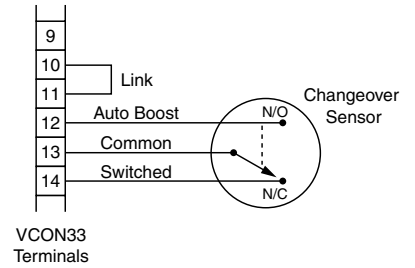 9
10
Link
11
Changeover
Sensor
12
Auto Boost
N/O
13
Common
14
Switched
N/C
VCON33
Terminals